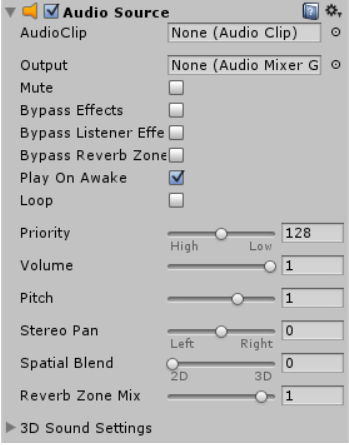 Audio Source
AudioClip None (Audio Clip)
Output None (Audio Mixer G
Mute
Bypass Effects
Bypass Listener Effe
Bypass Reverb Zone
Play On Awake
Loop
Priority 128
High Low
Volume 1
Pitch 1
Stereo Pan 0
Left Right
Spatial Blend 0
2D 3D
Reverb Zone Mix 1
3D Sound Settings